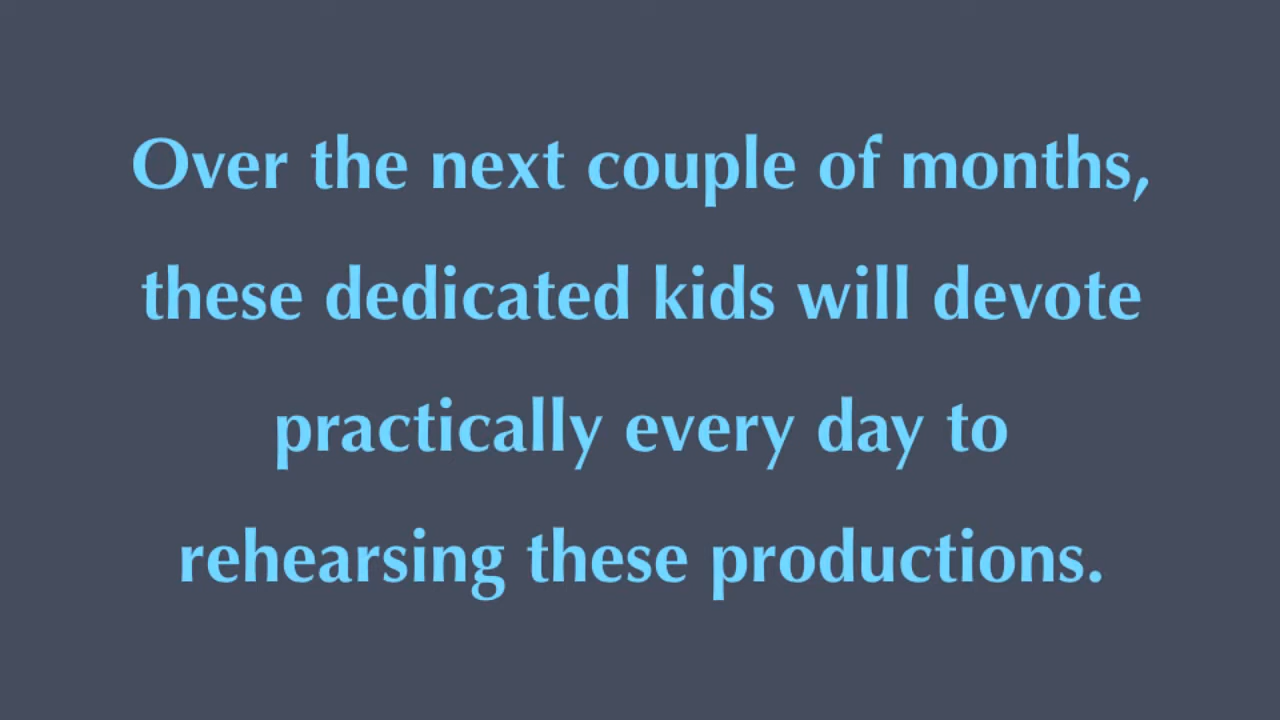 Over the next couple of months,
these dedicated kids will devote
practically every day to
rehearsing these productions.